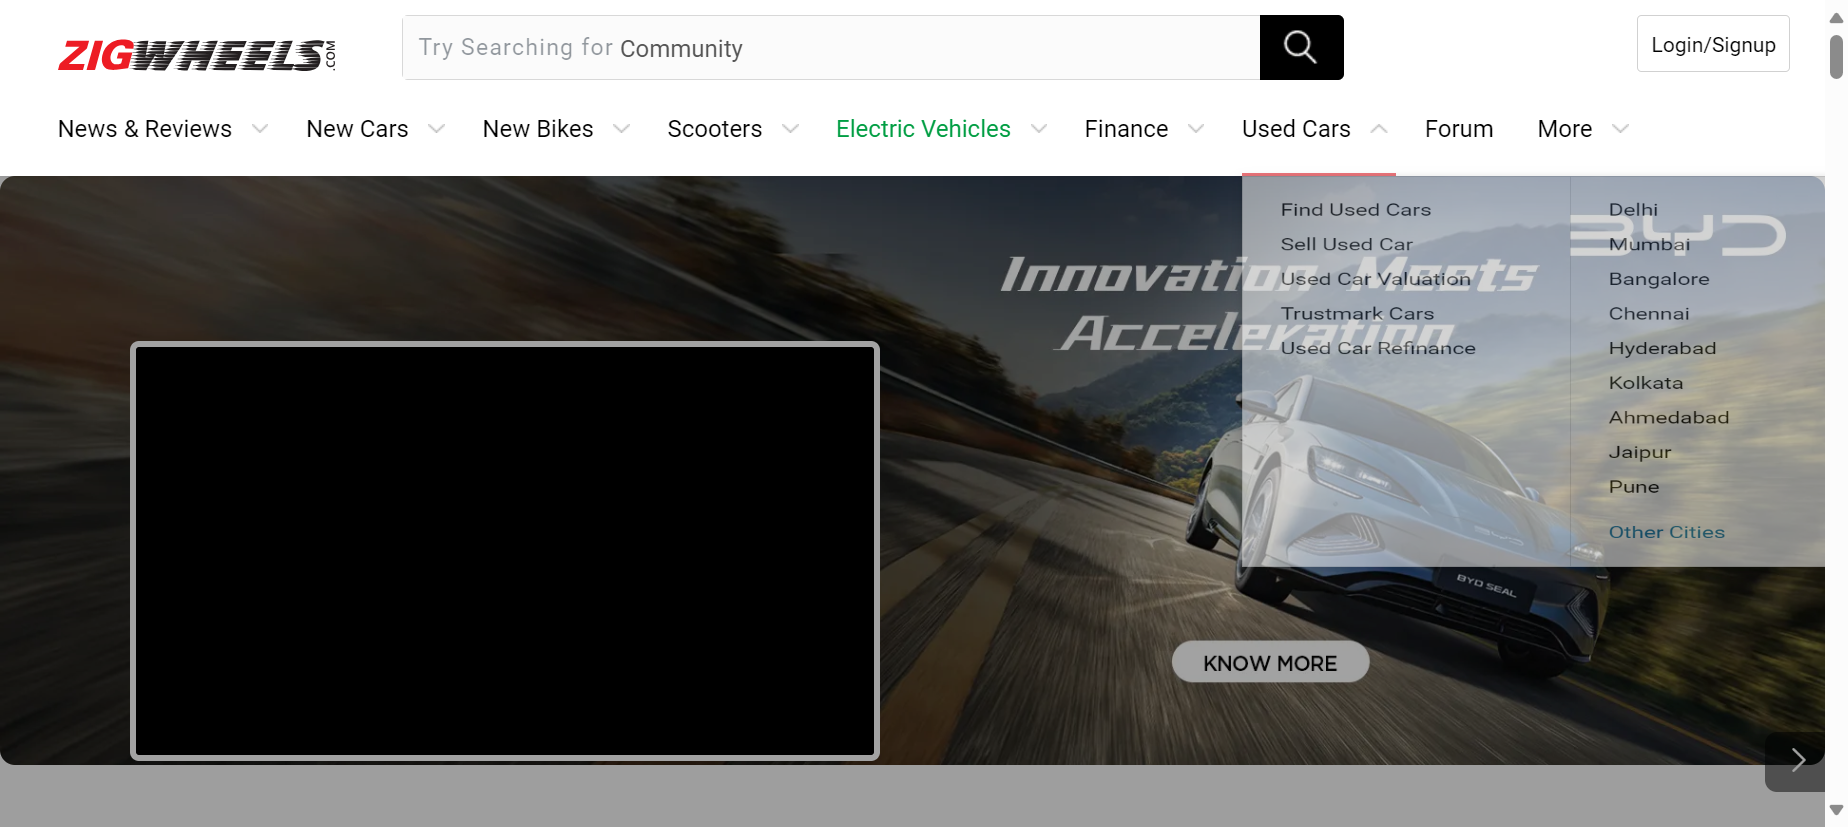 ZIGWHEELS.COM
Try Searching for Community
Login/Signup
News & Reviews
New Cars
New Bikes
Scooters
Electric Vehicles
Finance
Used Cars
Forum
More
Find Used Cars
Sell Used Car
Used Car Valuation
Trustmark Cars
Used Car Refinance
Delhi
Mumbai
Bangalore
Chennai
Hyderabad
Kolkata
Ahmedabad
Jaipur
Pune
Other Cities
BYD
Innovation Meets
Acceleration
BYD
BYD SEAL
KNOW MORE